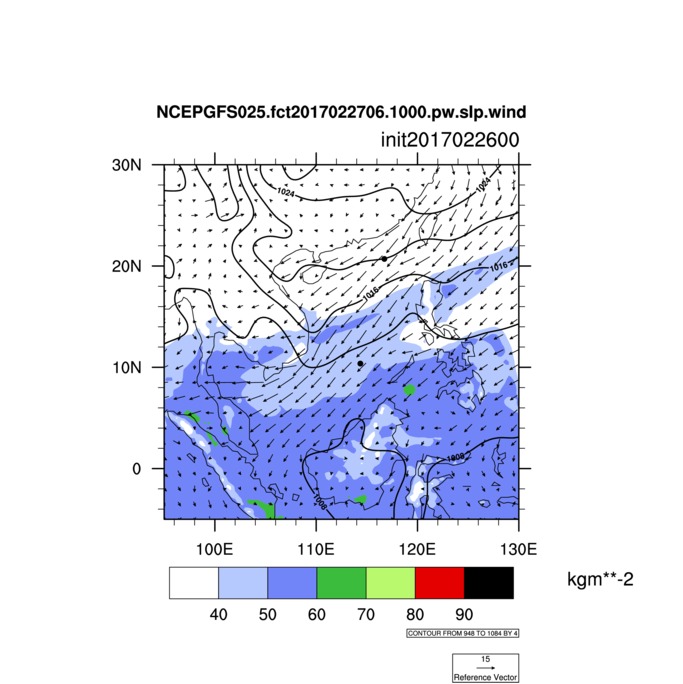 NCEPGFS025.fct2017022706.1000.pw.slp.wind
init2017022600
30N
20N
10N
0
1024
1024
1016
1016
1008
1008
100E 110E 120E 130E
kgm**-2
40 50 60 70 80 90
CONTOUR FROM 948 TO 1084 BY 4
15
Reference Vector